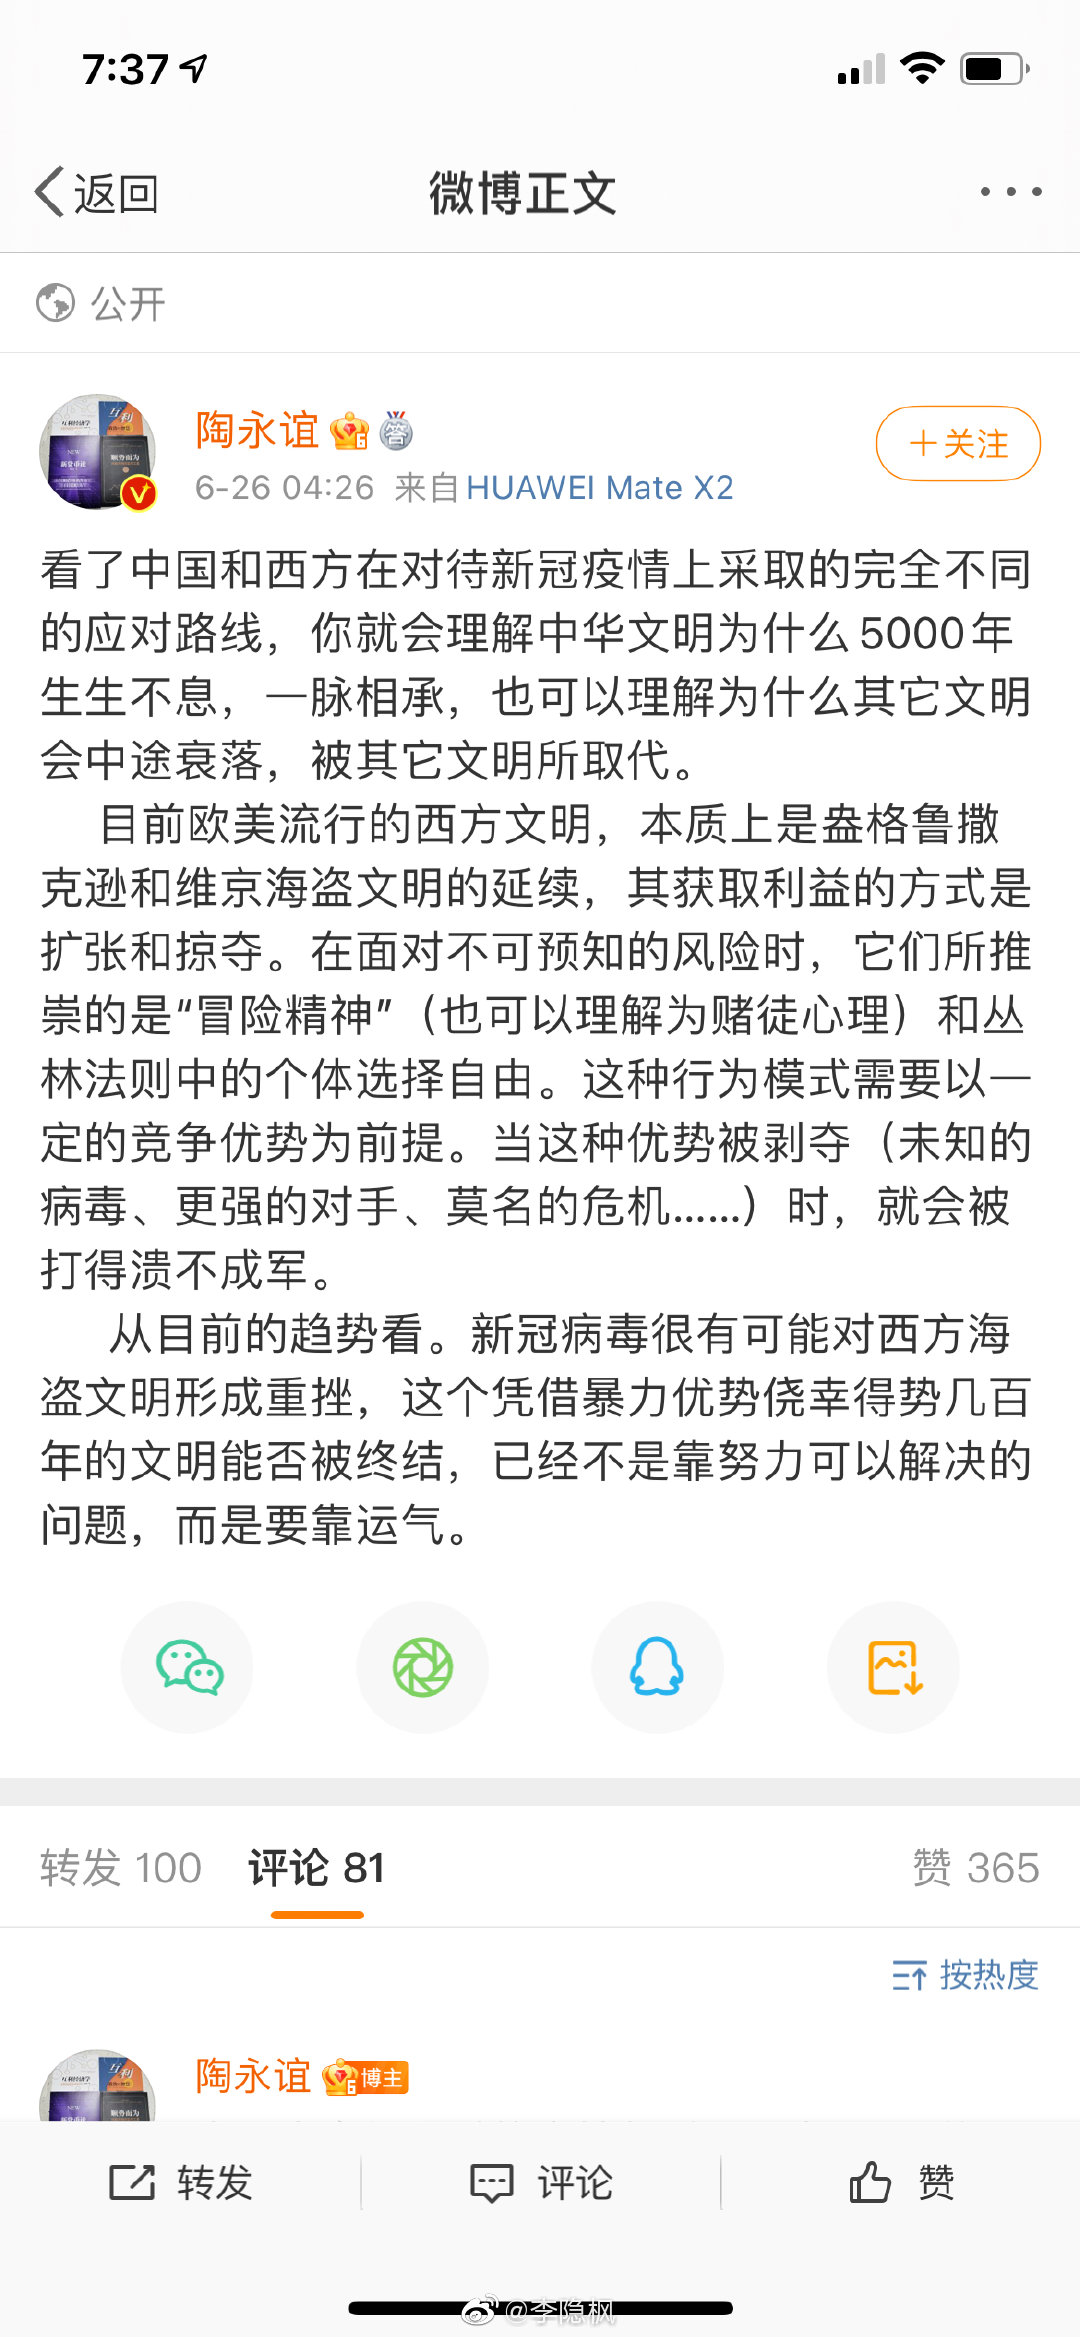 7:37
返回
微博正文
公开
陶永谊
6-26 04:26 来自HUAWEI Mate X2
+关注
看了中国和西方在对待新冠疫情上采取的完全不同
的应对路线，你就会理解中华文明为什么5000年
生生不息，一脉相承，也可以理解为什么其它文明
会中途衰落，被其它文明所取代。
目前欧美流行的西方文明，本质上是盎格鲁撒
克逊和维京海盗文明的延续，其获取利益的方式是
扩张和掠夺。在面对不可预知的风险时，它们所推
崇的是“冒险精神”（也可以理解为赌徒心理）和丛
林法则中的个体选择自由。这种行为模式需要以一
定的竞争优势为前提。当这种优势被剥夺（未知的
病毒、更强的对手、莫名的危机……）时，就会被
打得溃不成军。
从目前的趋势看。新冠病毒很有可能对西方海
盗文明形成重挫，这个凭借暴力优势侥幸得势几百
年的文明能否被终结，已经不是靠努力可以解决的
问题，而是要靠运气。
转发 100 评论 81 赞 365
按热度
陶永谊 博主
转发 评论 赞
@李隐枫